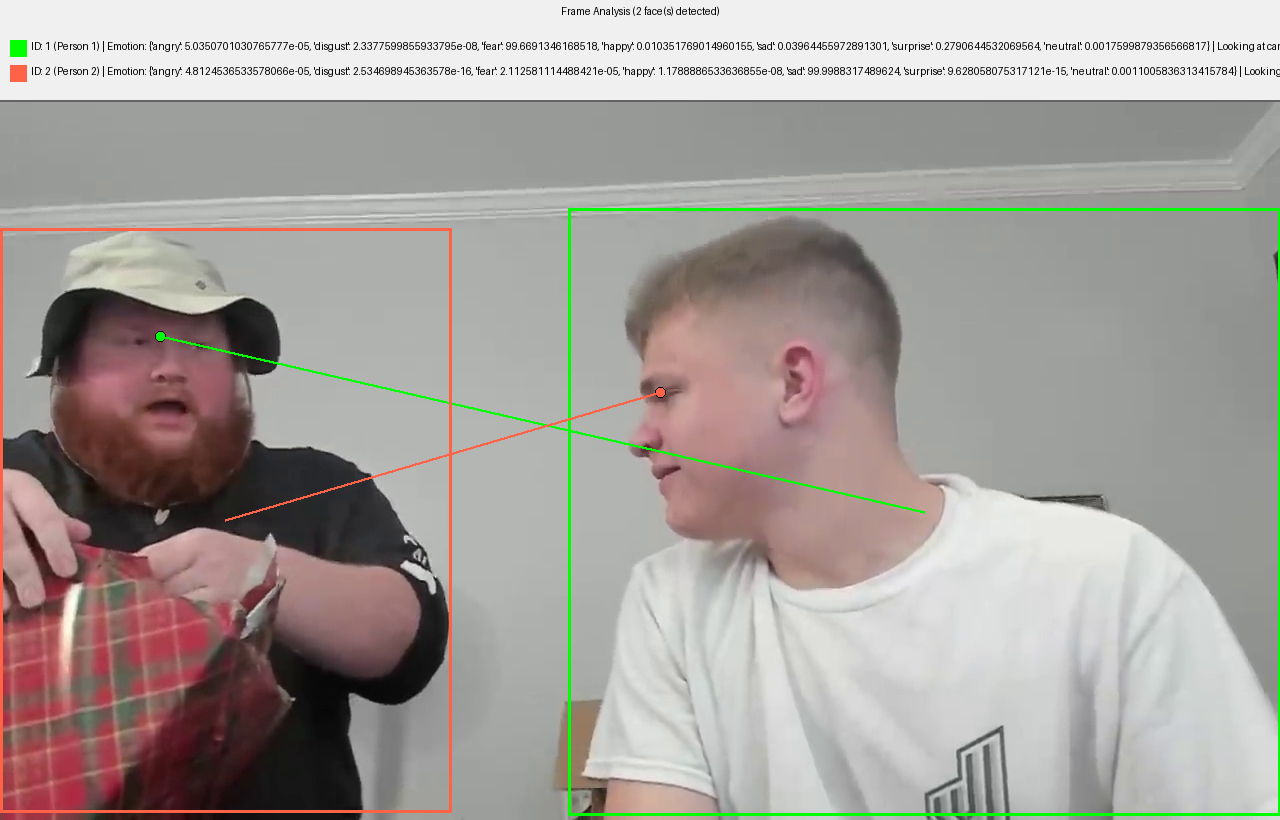 Frame Analysis (2 face(s) detected)
ID: 1 (Person 1) | Emotion: {'angry': 5.0350701030765777e-05, 'disgust': 2.3377599855933795e-08, 'fear': 99.6691346168518, 'happy': 0.010351769014960155, 'sad': 0.03964455972891301, 'surprise': 0.2790644532069564, 'neutral': 0.0017599879356566817} | Looking at
ID: 2 (Person 2) | Emotion: {'angry': 4.8124536533578066e-05, 'disgust': 2.534698945363578e-16, 'fear': 2.112581114488421e-05, 'happy': 1.1788886533636855e-08, 'sad': 99.9988317489624, 'surprise': 9.628058075317121e-15, 'neutral': 0.0011005836313415784} | Looking